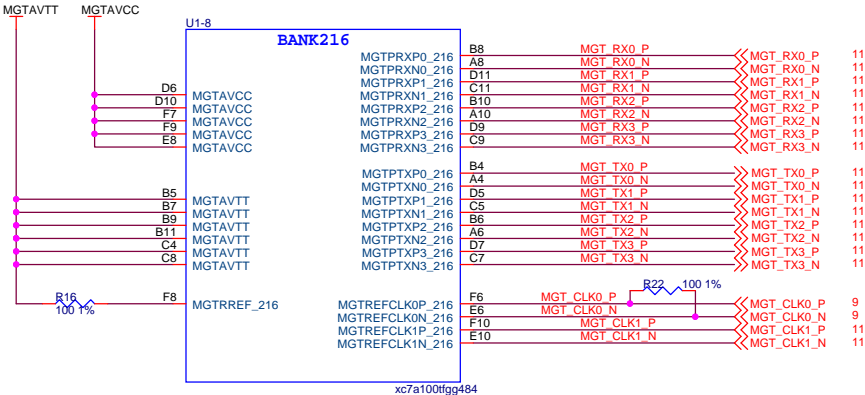 MGTAVTT MGTAVCC
U1-8
BANK216
MGTPRXP0_216 B8 MGT_RX0_P MGT_RX0_P 11
MGTPRXN0_216 A8 MGT_RX0_N MGT_RX0_N 11
MGTPRXP1_216 D11 MGT_RX1_P MGT_RX1_P 11
D6 MGTAVCC MGTPRXN1_216 C11 MGT_RX1_N MGT_RX1_N 11
D10 MGTAVCC MGTPRXP2_216 B10 MGT_RX2_P MGT_RX2_P 11
F7 MGTAVCC MGTPRXN2_216 A10 MGT_RX2_N MGT_RX2_N 11
F9 MGTAVCC MGTPRXP3_216 D9 MGT_RX3_P MGT_RX3_P 11
E8 MGTAVCC MGTPRXN3_216 C9 MGT_RX3_N MGT_RX3_N 11
MGTPTXP0_216 B4 MGT_TX0_P MGT_TX0_P 11
MGTPTXN0_216 A4 MGT_TX0_N MGT_TX0_N 11
B5 MGTAVTT MGTPTXP1_216 D5 MGT_TX1_P MGT_TX1_P 11
B7 MGTAVTT MGTPTXN1_216 C5 MGT_TX1_N MGT_TX1_N 11
B9 MGTAVTT MGTPTXP2_216 B6 MGT_TX2_P MGT_TX2_P 11
B11 MGTAVTT MGTPTXN2_216 A6 MGT_TX2_N MGT_TX2_N 11
C4 MGTAVTT MGTPTXP3_216 D7 MGT_TX3_P MGT_TX3_P 11
C8 MGTAVTT MGTPTXN3_216 C7 MGT_TX3_N MGT_TX3_N 11
R22 100 1%
R16 F8 MGTRREF_216 MGTREFCLK0P_216 F6 MGT_CLK0_P MGT_CLK0_P 9
100 1% MGTREFCLK0N_216 E6 MGT_CLK0_N MGT_CLK0_N 9
MGTREFCLK1P_216 F10 MGT_CLK1_P MGT_CLK1_P 11
MGTREFCLK1N_216 E10 MGT_CLK1_N MGT_CLK1_N 11
xc7a100tfgg484